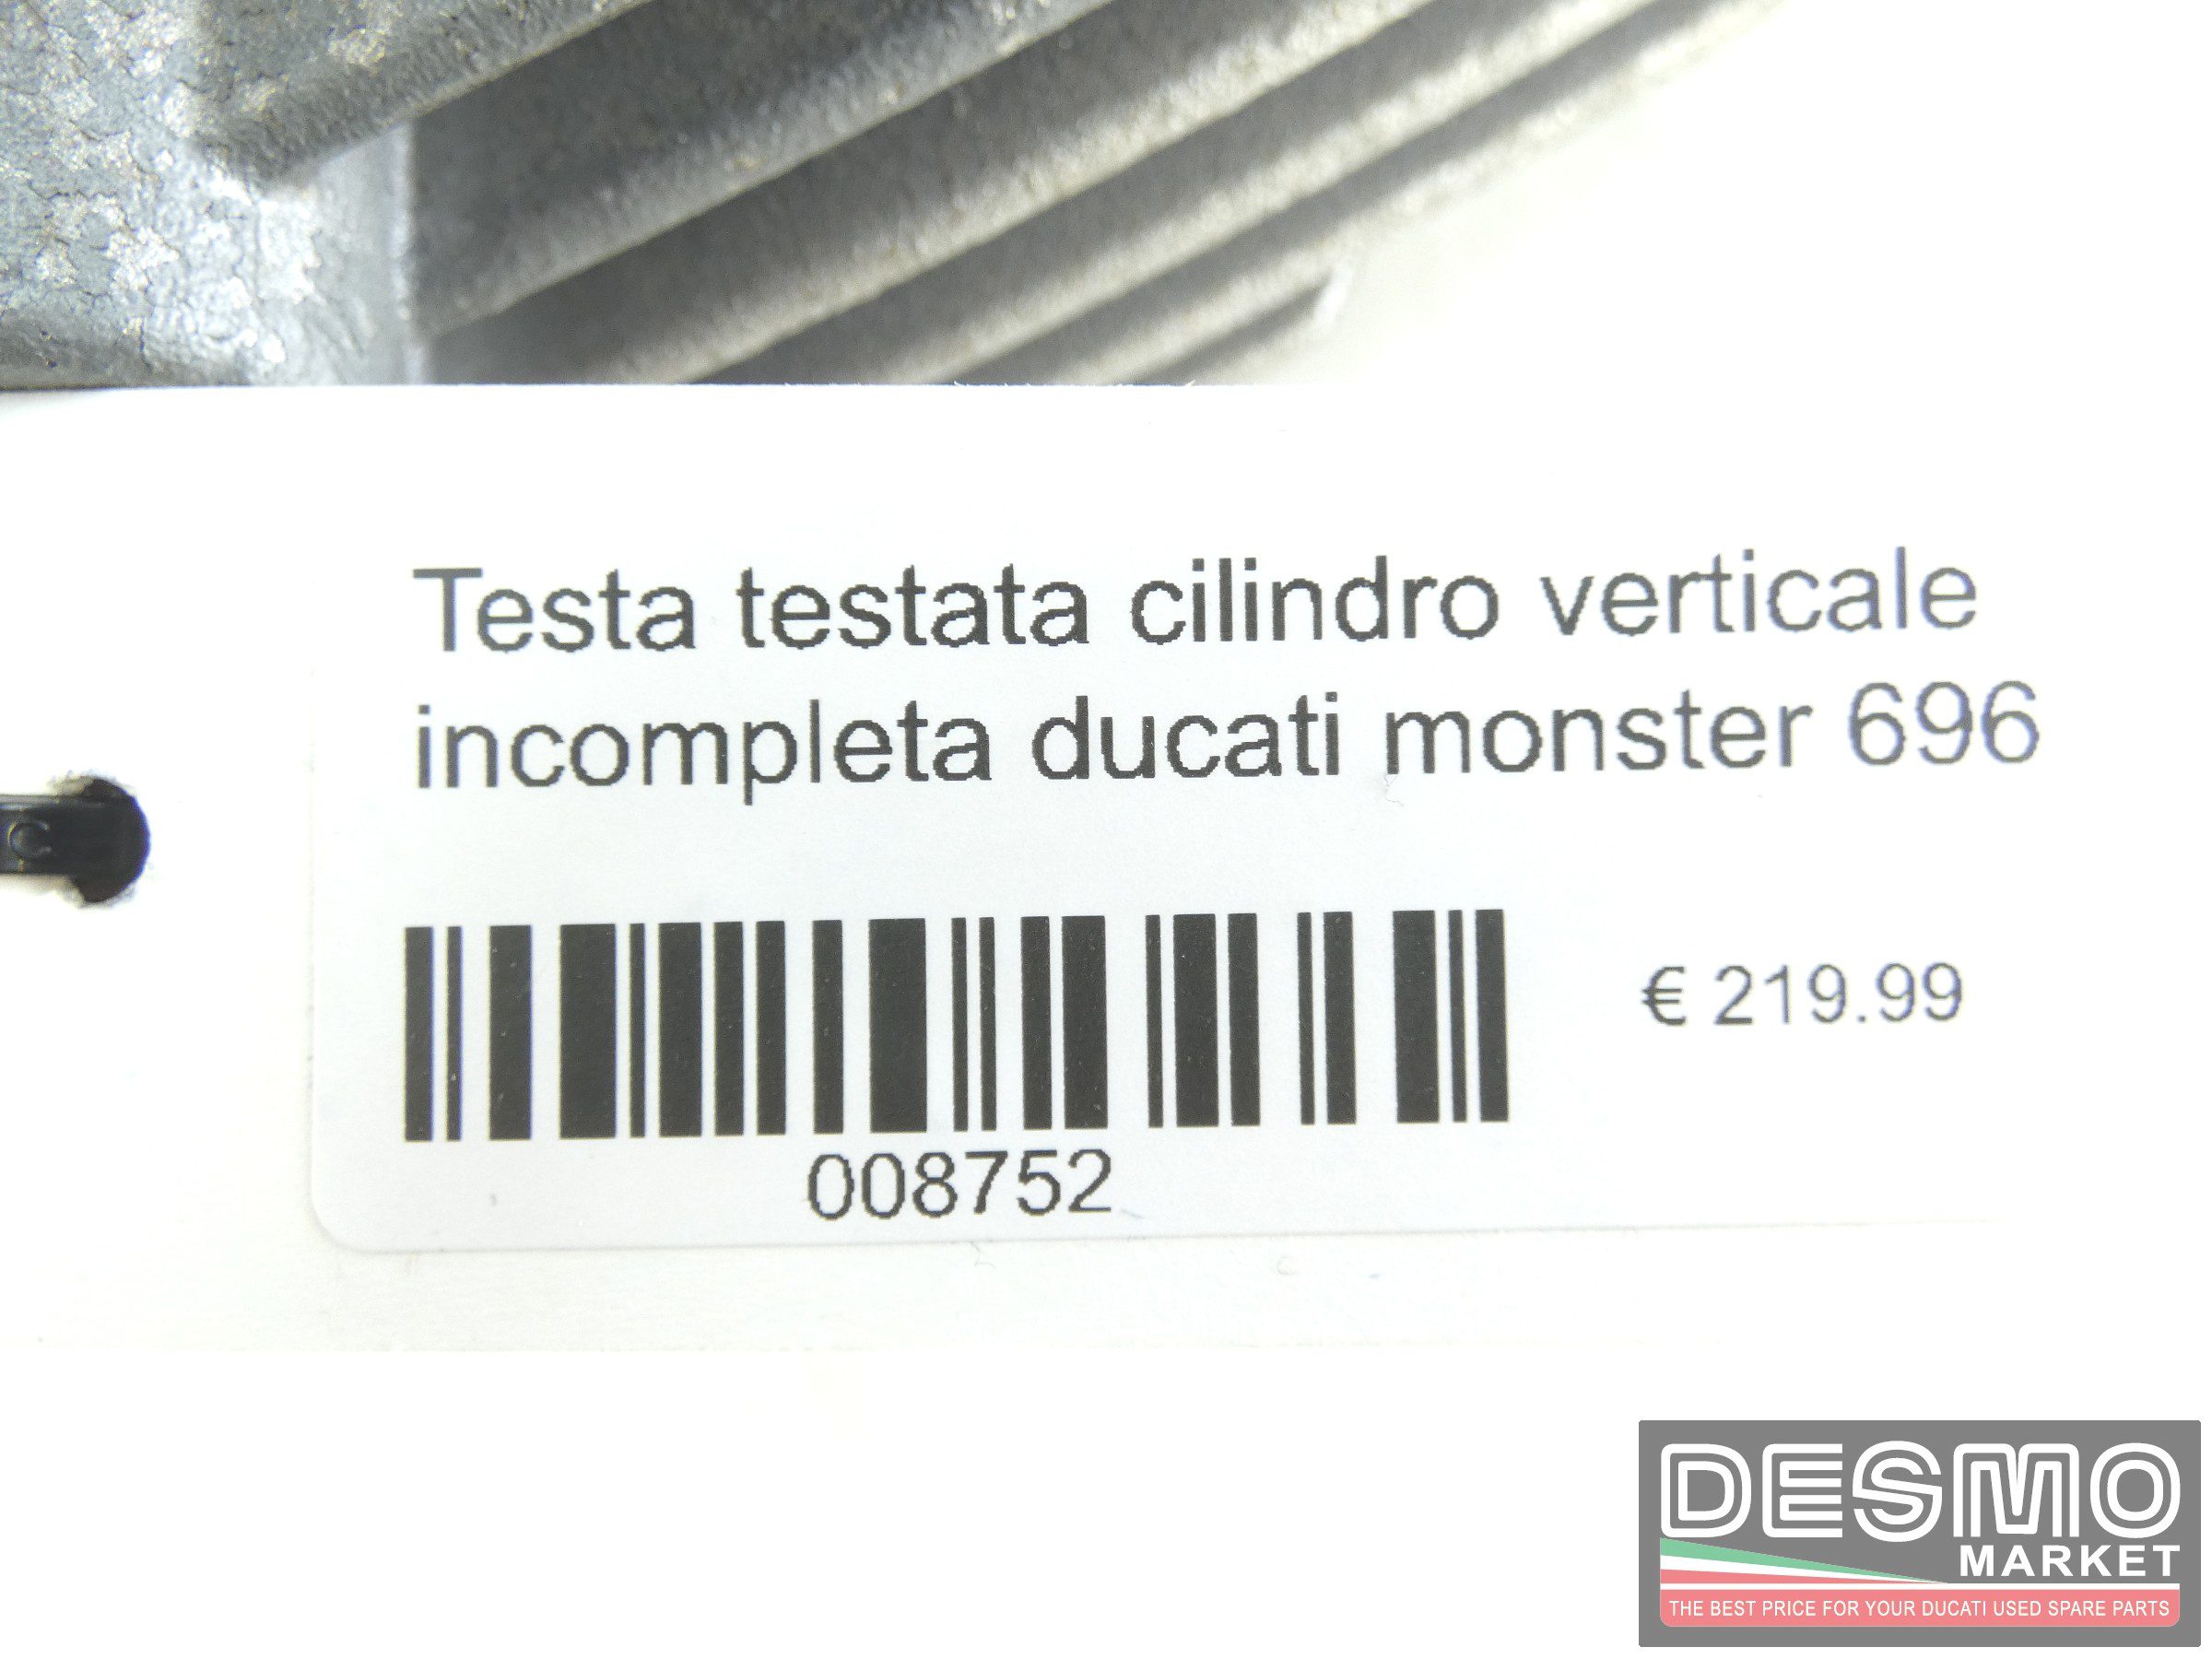 Testa testata cilindro verticale
incompleta ducati monster 696
€ 219.99
008752
DESMO
MARKET
THE BEST PRICE FOR YOUR DUCATI USED SPARE PARTS